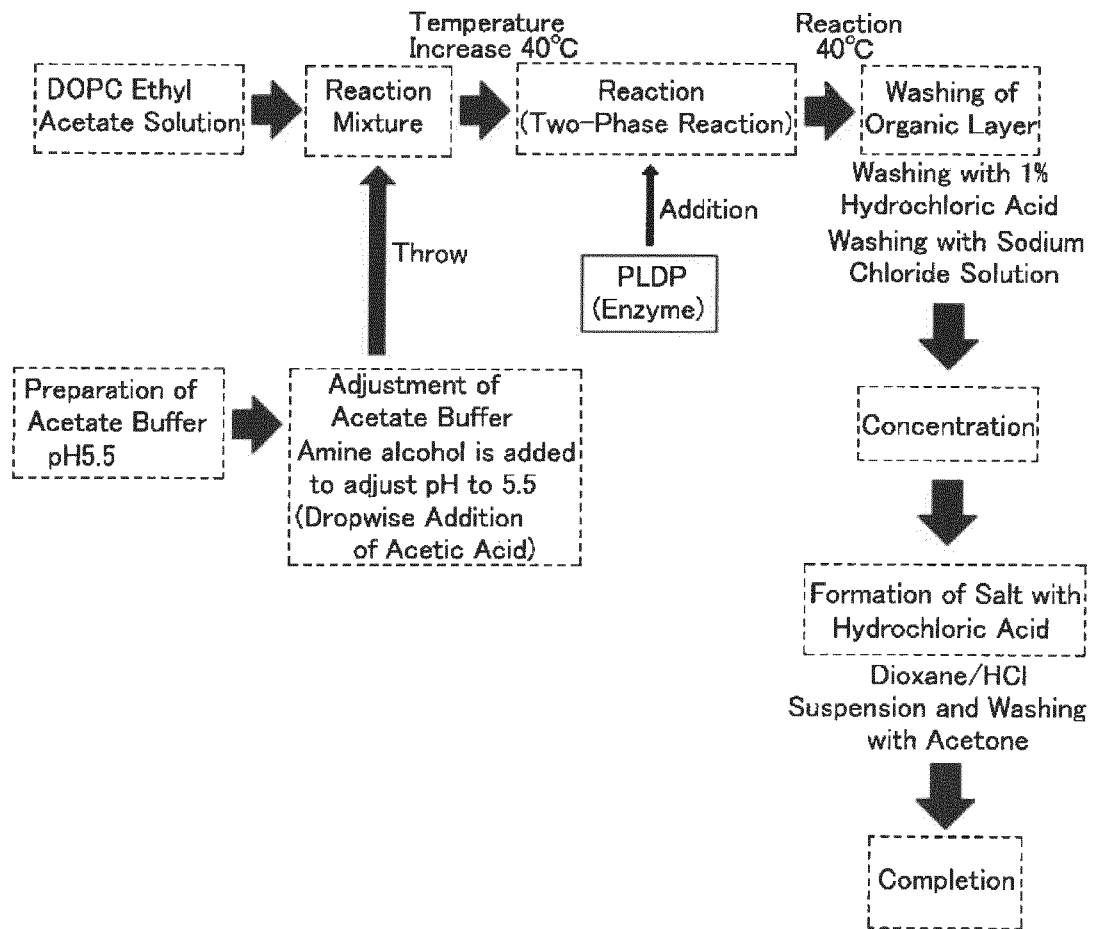 Temperature
Increase 40°C
Reaction
40°C
DOPC Ethyl
Acetate Solution
Reaction
Mixture
Reaction
(Two-Phase Reaction)
Washing of
Organic Layer
Washing with 1%
Hydrochloric Acid
Washing with Sodium
Chloride Solution
Throw
Addition
PLDP
(Enzyme)
Preparation of
Acetate Buffer
pH5.5
Adjustment of
Acetate Buffer
Amine alcohol is added
to adjust pH to 5.5
(Dropwise Addition
of Acetic Acid)
Concentration
Formation of Salt with
Hydrochloric Acid
Dioxane/HCl
Suspension and Washing
with Acetone
Completion